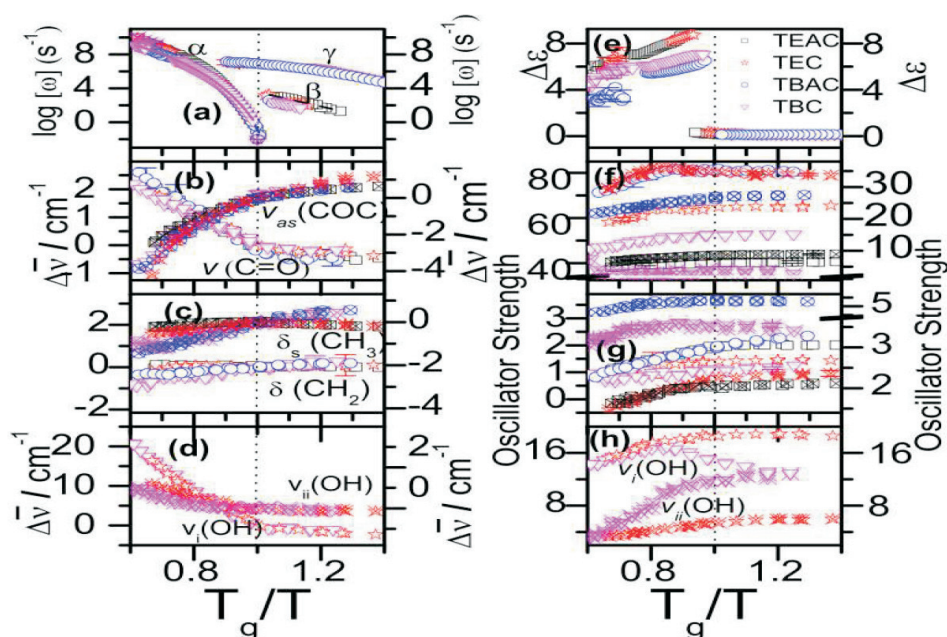 log [ω] (s⁻¹)
8
4
0
α
γ
β
(a)
8
4
0
log [ω] (s⁻¹)
Δν̄ / cm⁻¹
2
1
0
1
(b)
ν_as(COC)
ν (C=O)
0
-2
-3
-4
Δν̄ / cm⁻¹
2
0
-2
(c)
δ_s (CH_3)
δ (CH_2)
0
-2
-4
Δν̄ / cm⁻¹
20
10
0
(d)
ν_ii(OH)
ν_i(OH)
2
0
-2
Δν̄ / cm⁻¹
0.8
1.2
T_g/T
Δε
8
4
0
(e)
TEAC
TEC
TBAC
TBC
8
4
0
Δε
Oscillator Strength
80
60
40
(f)
30
20
10
3
2
1
0
(g)
5
3
2
Oscillator Strength
16
8
(h)
ν_i(OH)
ν_ii(OH)
16
8
0.8
1.2
T_g/T